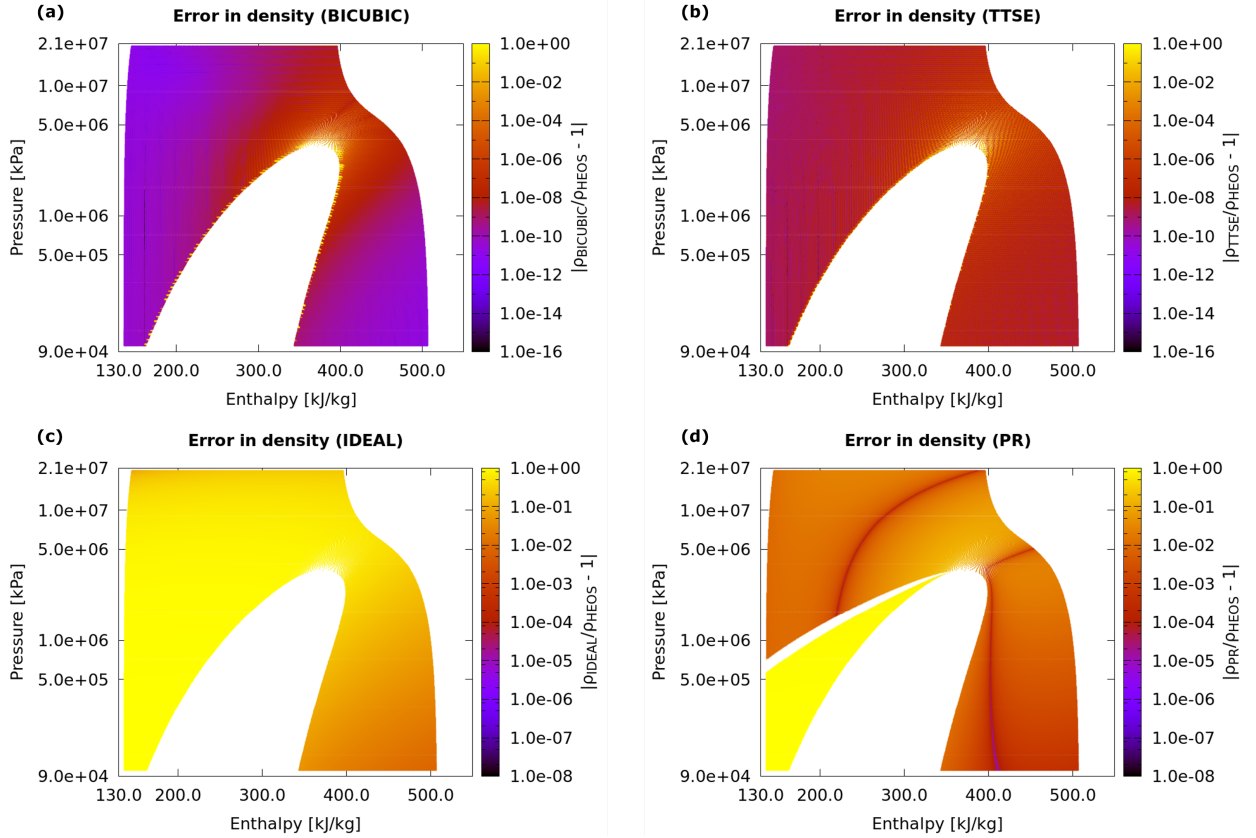 (a)
Error in density (BICUBIC)
2.1e+07
1.0e+07
5.0e+06
1.0e+06
5.0e+05
9.0e+04
Pressure [kPa]
130.0 200.0 300.0 400.0 500.0
Enthalpy [kJ/kg]
1.0e+00
1.0e-02
1.0e-04
1.0e-06
1.0e-08
1.0e-10
1.0e-12
1.0e-14
1.0e-16
|ρBICUBIC/ρHEOS - 1|
(b)
Error in density (TTSE)
2.1e+07
1.0e+07
5.0e+06
1.0e+06
5.0e+05
9.0e+04
Pressure [kPa]
130.0 200.0 300.0 400.0 500.0
Enthalpy [kJ/kg]
1.0e+00
1.0e-02
1.0e-04
1.0e-06
1.0e-08
1.0e-10
1.0e-12
1.0e-14
1.0e-16
|ρTTSE/ρHEOS - 1|
(c)
Error in density (IDEAL)
2.1e+07
1.0e+07
5.0e+06
1.0e+06
5.0e+05
9.0e+04
Pressure [kPa]
130.0 200.0 300.0 400.0 500.0
Enthalpy [kJ/kg]
1.0e+00
1.0e-01
1.0e-02
1.0e-03
1.0e-04
1.0e-05
1.0e-06
1.0e-07
1.0e-08
|ρIDEAL/ρHEOS - 1|
(d)
Error in density (PR)
2.1e+07
1.0e+07
5.0e+06
1.0e+06
5.0e+05
9.0e+04
Pressure [kPa]
130.0 200.0 300.0 400.0 500.0
Enthalpy [kJ/kg]
1.0e+00
1.0e-01
1.0e-02
1.0e-03
1.0e-04
1.0e-05
1.0e-06
1.0e-07
1.0e-08
|ρPR/ρHEOS - 1|